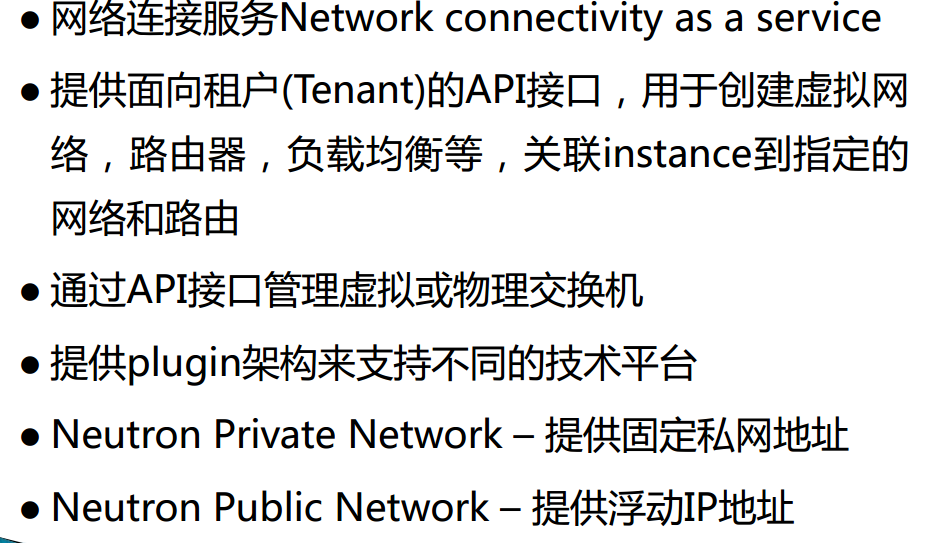 ● 网络连接服务Network connectivity as a service
● 提供面向租户(Tenant)的API接口，用于创建虚拟网
络，路由器，负载均衡等，关联instance到指定的
网络和路由
● 通过API接口管理虚拟或物理交换机
● 提供plugin架构来支持不同的技术平台
● Neutron Private Network – 提供固定私网地址
● Neutron Public Network – 提供浮动IP地址